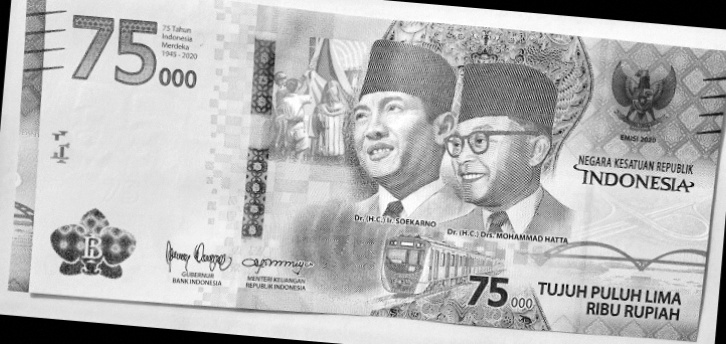 75000
75 Tahun
Indonesia
Merdeka
1945 - 2020
EMISI 2020
NEGARA KESATUAN REPUBLIK
INDONESIA
Dr. (H.C.) Ir. SOEKARNO
Dr. (H.C.) Drs. MOHAMMAD HATTA
GUBERNUR
BANK INDONESIA
MENTERI KEUANGAN
REPUBLIK INDONESIA
75000
TUJUH PULUH LIMA
RIBU RUPIAH